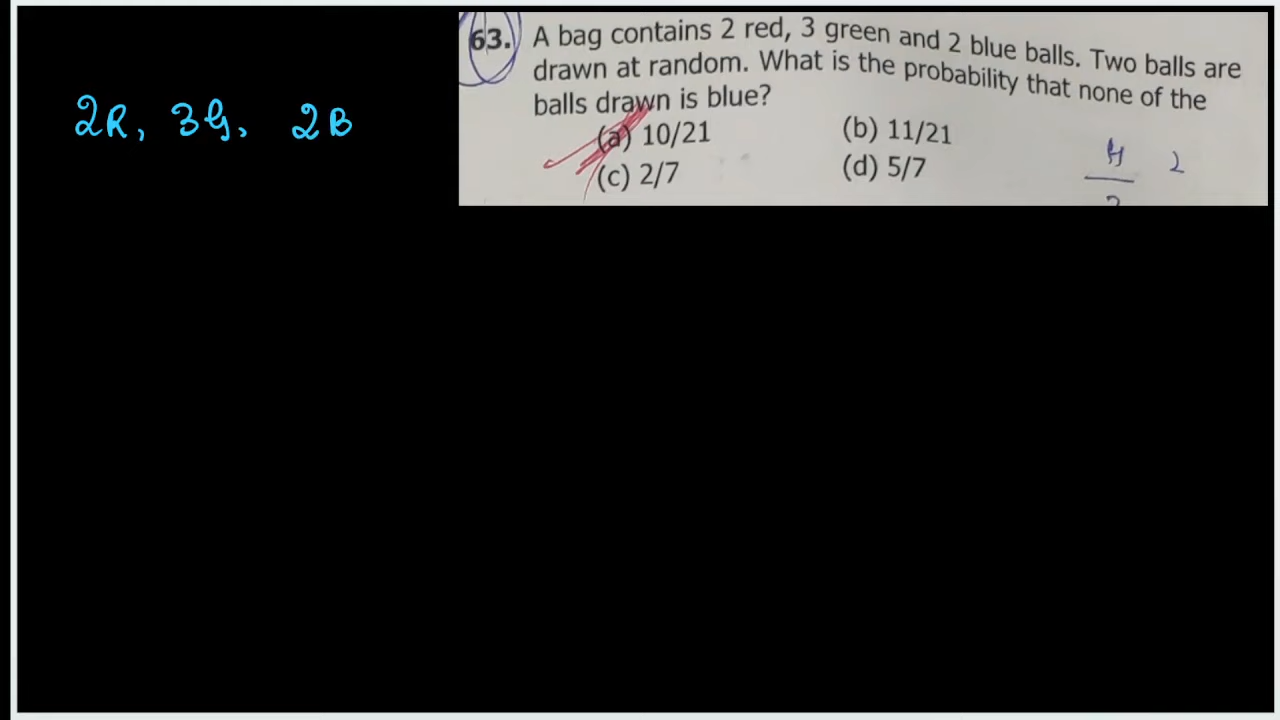 63. A bag contains 2 red, 3 green and 2 blue balls. Two balls are
drawn at random. What is the probability that none of the
balls drawn is blue?
(a) 10/21 (b) 11/21
(c) 2/7 (d) 5/7
2R, 3G, 2B
2